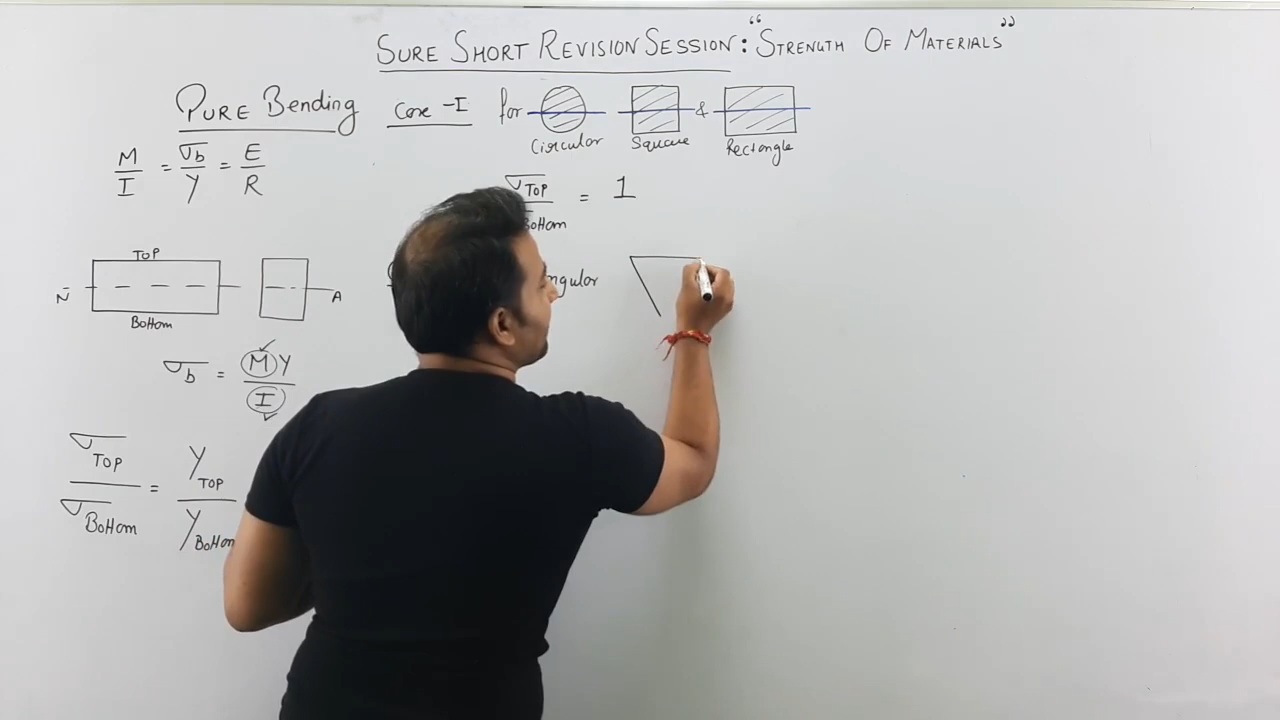 SURE SHORT REVISION SESSION: “STRENGTH OF MATERIALS”
PURE Bending
Case -I for
Circular Square & Rectangle
M/I = σb/Y = E/R
σTOP/Bottom = 1
TOP
N A
Bottom
σb = MY/I
σTOP/σBottom = YTOP/YBottom